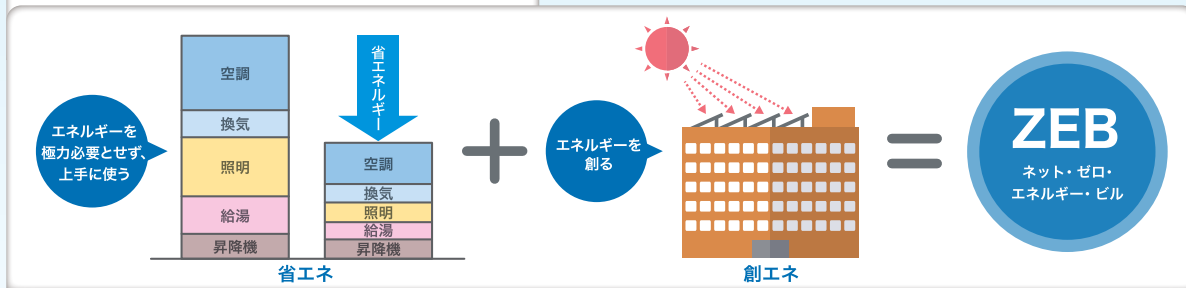 エネルギーを
極力必要とせず、
上手に使う
空調
換気
照明
給湯
昇降機
省エネルギー
空調
換気
照明
給湯
昇降機
省エネ
エネルギーを
創る
創エネ
ZEB
ネット・ゼロ・
エネルギー・ビル